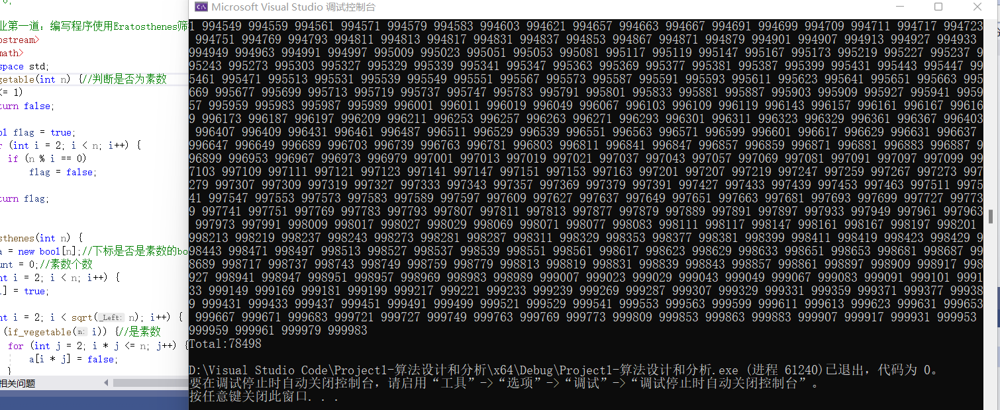 业第一道：编写程序使用Eratosthenes筛
ostream>
math>
space std;
getable(int n) {//判断是否为素数
<= 1)
turn false;
ol flag = true;
r (int i = 2; i < n; i++) {
if (n % i == 0)
flag = false;
turn flag;
sthenes(int n) {
a = new bool[n];//下标是否是素数的bo
unt = 0;//素数个数
nt i = 2; i < n; i++) {
i] = true;
nt i = 2; i < sqrt(_Left: n); i++) {
(if_vegetable(n: i)) {//是素数
for (int j = 2; i * j <= n; j++) {
a[i * j] = false;
}
相关问题
Microsoft Visual Studio 调试控制台
1 994549 994559 994561 994571 994579 994583 994603 994621 994657 994663 994667 994691 994699 994709 994711 994717 994723
994751 994769 994793 994811 994813 994817 994831 994837 994853 994867 994871 994879 994901 994907 994913 994927 994933
994949 994963 994991 994997 995009 995023 995051 995053 995081 995117 995119 995147 995167 995173 995219 995227 995237 9
95243 995273 995303 995327 995329 995339 995341 995347 995363 995369 995377 995381 995387 995399 995431 995443 995447 99
5461 995471 995513 995531 995539 995549 995551 995567 995573 995587 995591 995593 995611 995623 995641 995651 995663 995
669 995677 995699 995713 995719 995737 995747 995783 995791 995801 995833 995881 995887 995903 995909 995927 995941 9959
57 995959 995983 995987 995989 996001 996011 996019 996049 996067 996103 996109 996119 996143 996157 996161 996167 99616
9 996173 996187 996197 996209 996211 996253 996257 996263 996271 996293 996301 996311 996323 996329 996361 996367 996403
996407 996409 996431 996461 996487 996511 996529 996539 996551 996563 996571 996599 996601 996617 996629 996631 996637
996647 996649 996689 996703 996739 996763 996781 996803 996811 996841 996847 996857 996859 996871 996881 996883 996887 9
96899 996953 996967 996973 996979 997001 997013 997019 997021 997037 997043 997057 997069 997081 997091 997097 997099 99
7103 997109 997111 997121 997123 997141 997147 997151 997153 997163 997201 997207 997219 997247 997259 997267 997273 997
279 997307 997309 997319 997327 997333 997343 997357 997369 997379 997391 997427 997433 997439 997453 997463 997511 9975
41 997547 997553 997573 997583 997589 997597 997609 997627 997637 997649 997651 997663 997681 997693 997699 997727 99773
9 997741 997751 997769 997783 997793 997807 997811 997813 997877 997879 997889 997891 997897 997933 997949 997961 997963
997973 997991 998009 998017 998027 998028 998069 998071 998077 998083 998111 998117 998147 998161 998167 998197 998201
998213 998219 998237 998243 998273 998281 998287 998311 998329 998353 998377 998381 998399 998411 998419 998423 998429 9
98443 998471 998497 998513 998527 998537 998539 998551 998561 998617 998623 998629 998633 998651 998653 998681 998687 99
8689 998717 998737 998743 998749 998759 998779 998813 998819 998831 998839 998843 998857 998861 998897 998909 998917 998
927 998941 998947 998951 998957 998969 998983 998989 999007 999023 999029 999043 999049 999067 999083 999091 999101 9991
33 999149 999169 999181 999199 999217 999221 999233 999239 999269 999287 999307 999329 999331 999359 999371 999377 99938
9 999431 999433 999437 999451 999491 999499 999521 999529 999541 999553 999563 999599 999611 999613 999623 999631 999653
999667 999671 999683 999721 999727 999749 999763 999769 999773 999809 999853 999863 999883 999907 999917 999931 999953
999959 999961 999979 999983
Total:78498
D:\Visual Studio Code\Project1-算法设计和分析\x64\Debug\Project1-算法设计和分析.exe (进程 61240)已退出，代码为 0。
要在调试停止时自动关闭控制台，请启用“工具”->“选项”->“调试”->“调试停止时自动关闭控制台”。
按任意键关闭此窗口. . .